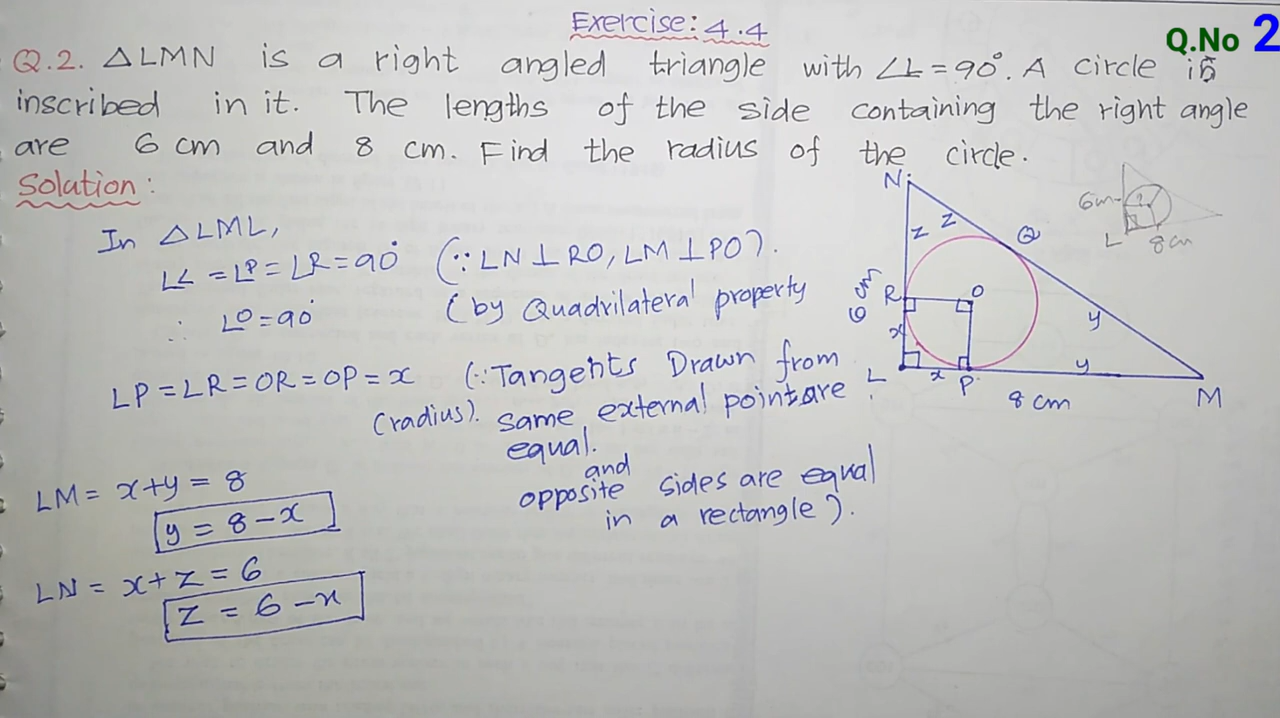 Exercise: 4.4
Q.No 2
Q.2. △LMN is a right angled triangle with ∠L = 90°. A circle is
inscribed in it. The lengths of the side containing the right angle
are 6 cm and 8 cm. Find the radius of the circle.
Solution :
In △LML,
∠L = ∠P = ∠R = 90° (∵ LN ⊥ RO, LM ⊥ PO).
∴ ∠O = 90° (by Quadrilateral property
LP = LR = OR = OP = x (∵ Tangents Drawn from
(radius). same external point are
equal.
and
opposite sides are equal
in a rectangle).
LM = x + y = 8
y = 8 - x
LN = x + z = 6
z = 6 - x
N
z z
Q
6 cm
R O
x y
L x P y M
8 cm
6cm
L 8 cm